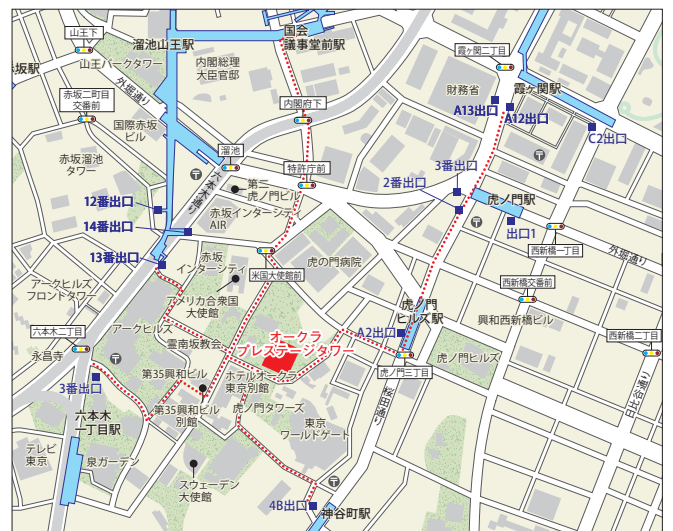 山王下
溜池山王駅
国会
議事堂前駅
赤坂駅
山王パークタワー
内閣総理
大臣官邸
外堀通り
霞ヶ関二丁目
財務省
霞ヶ関駅
A13出口
A12出口
C2出口
赤坂二丁目
交番前
国際赤坂
ビル
内閣府下
赤坂溜池
タワー
溜池
六本木通り
第二
虎ノ門ビル
特許庁前
3番出口
2番出口
虎ノ門駅
出口1
12番出口
14番出口
赤坂インターシティ
AIR
西新橋一丁目
外堀通り
13番出口
赤坂
インターシティ
米国大使館前
虎の門病院
西新橋交番前
アークヒルズ
フロントタワー
アメリカ合衆国
大使館
虎ノ門
ヒルズ駅
興和西新橋ビル
六本木二丁目
アークヒルズ
オークラ
プレステージタワー
A2出口
西新橋二丁目
永昌寺
霊南坂教会
虎ノ門三丁目
虎ノ門ヒルズ
3番出口
第35興和ビル
ホテルオークラ
東京別館
桜田通り
日比谷通り
六本木
一丁目駅
第35興和ビル
別館
虎ノ門タワーズ
東京
ワールドゲート
テレビ
東京
泉ガーデン
スウェーデン
大使館
4B出口
神谷町駅